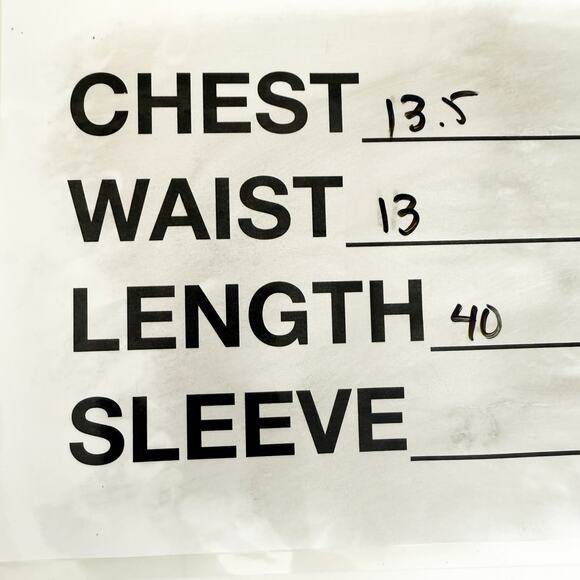 CHEST 13.5
WAIST 13
LENGTH 40
SLEEVE